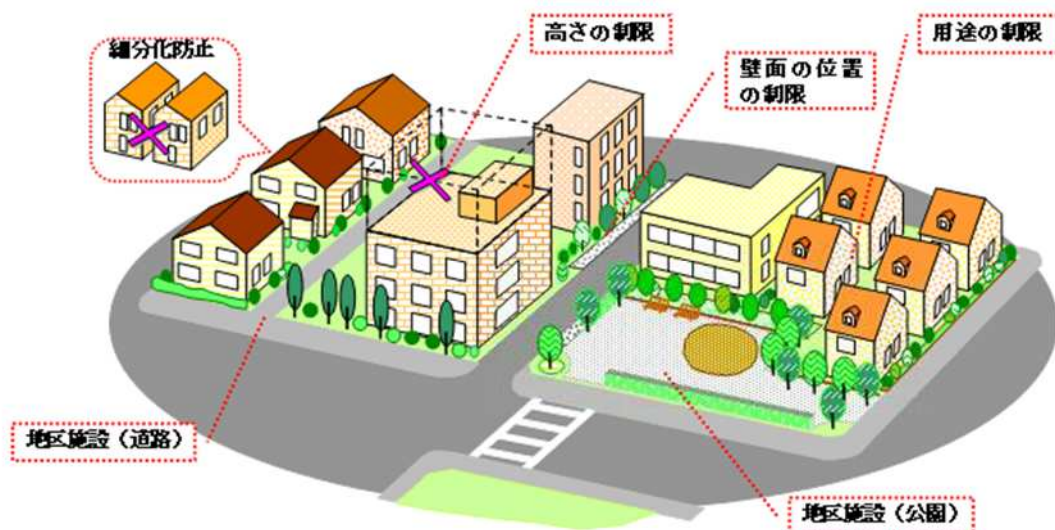 細分化防止
高さの制限
壁面の位置
の制限
用途の制限
地区施設（道路）
地区施設（公園）